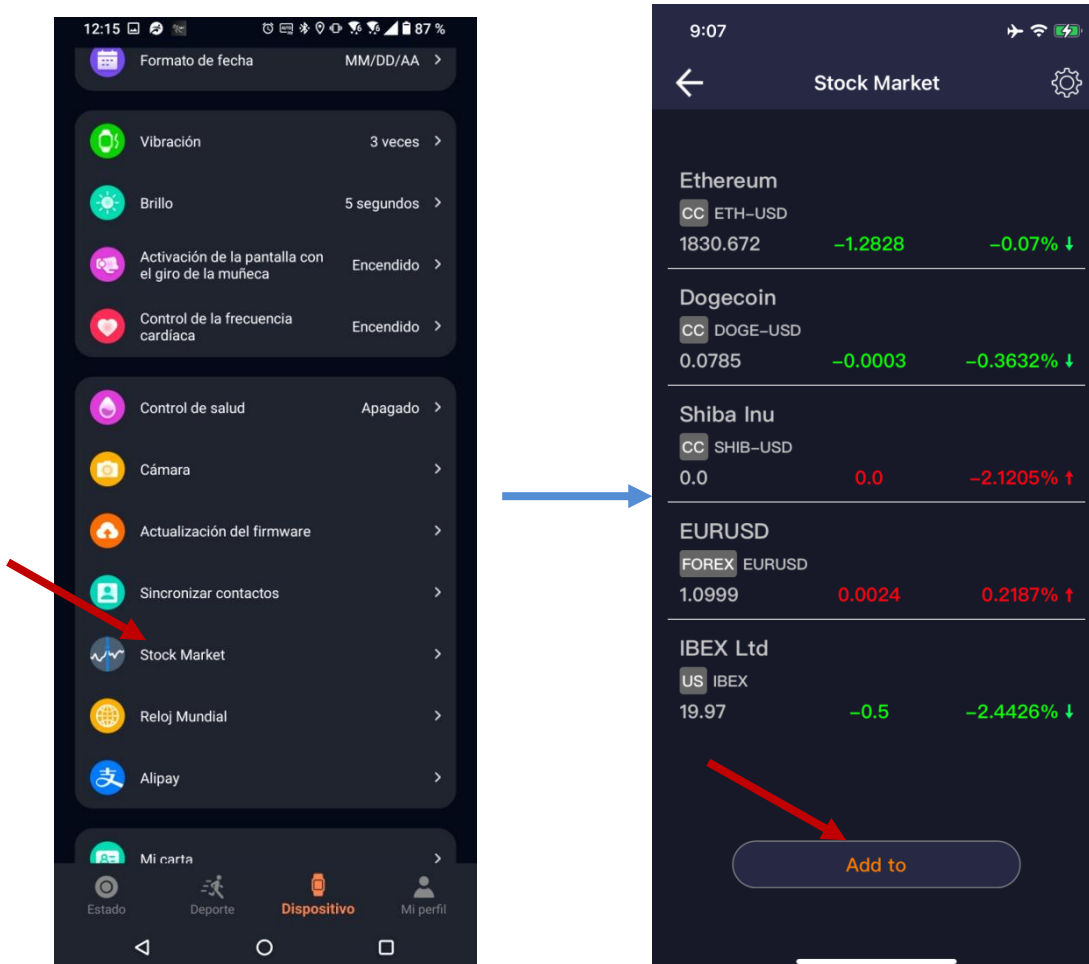 12:15 87 %
Formato de fecha MM/DD/AA
Vibración 3 veces
Brillo 5 segundos
Activación de la pantalla con
el giro de la muñeca Encendido
Control de la frecuencia
cardíaca Encendido
Control de salud Apagado
Cámara
Actualización del firmware
Sincronizar contactos
Stock Market
Reloj Mundial
支 Alipay
Mi carta
Estado Deporte Dispositivo Mi perfil
9:07
Stock Market
Ethereum
CC ETH-USD
1830.672 -1.2828 -0.07% ↓
Dogecoin
CC DOGE-USD
0.0785 -0.0003 -0.3632% ↓
Shiba Inu
CC SHIB-USD
0.0 0.0 -2.1205% ↑
EURUSD
FOREX EURUSD
1.0999 0.0024 0.2187% ↑
IBEX Ltd
US IBEX
19.97 -0.5 -2.4426% ↓
Add to